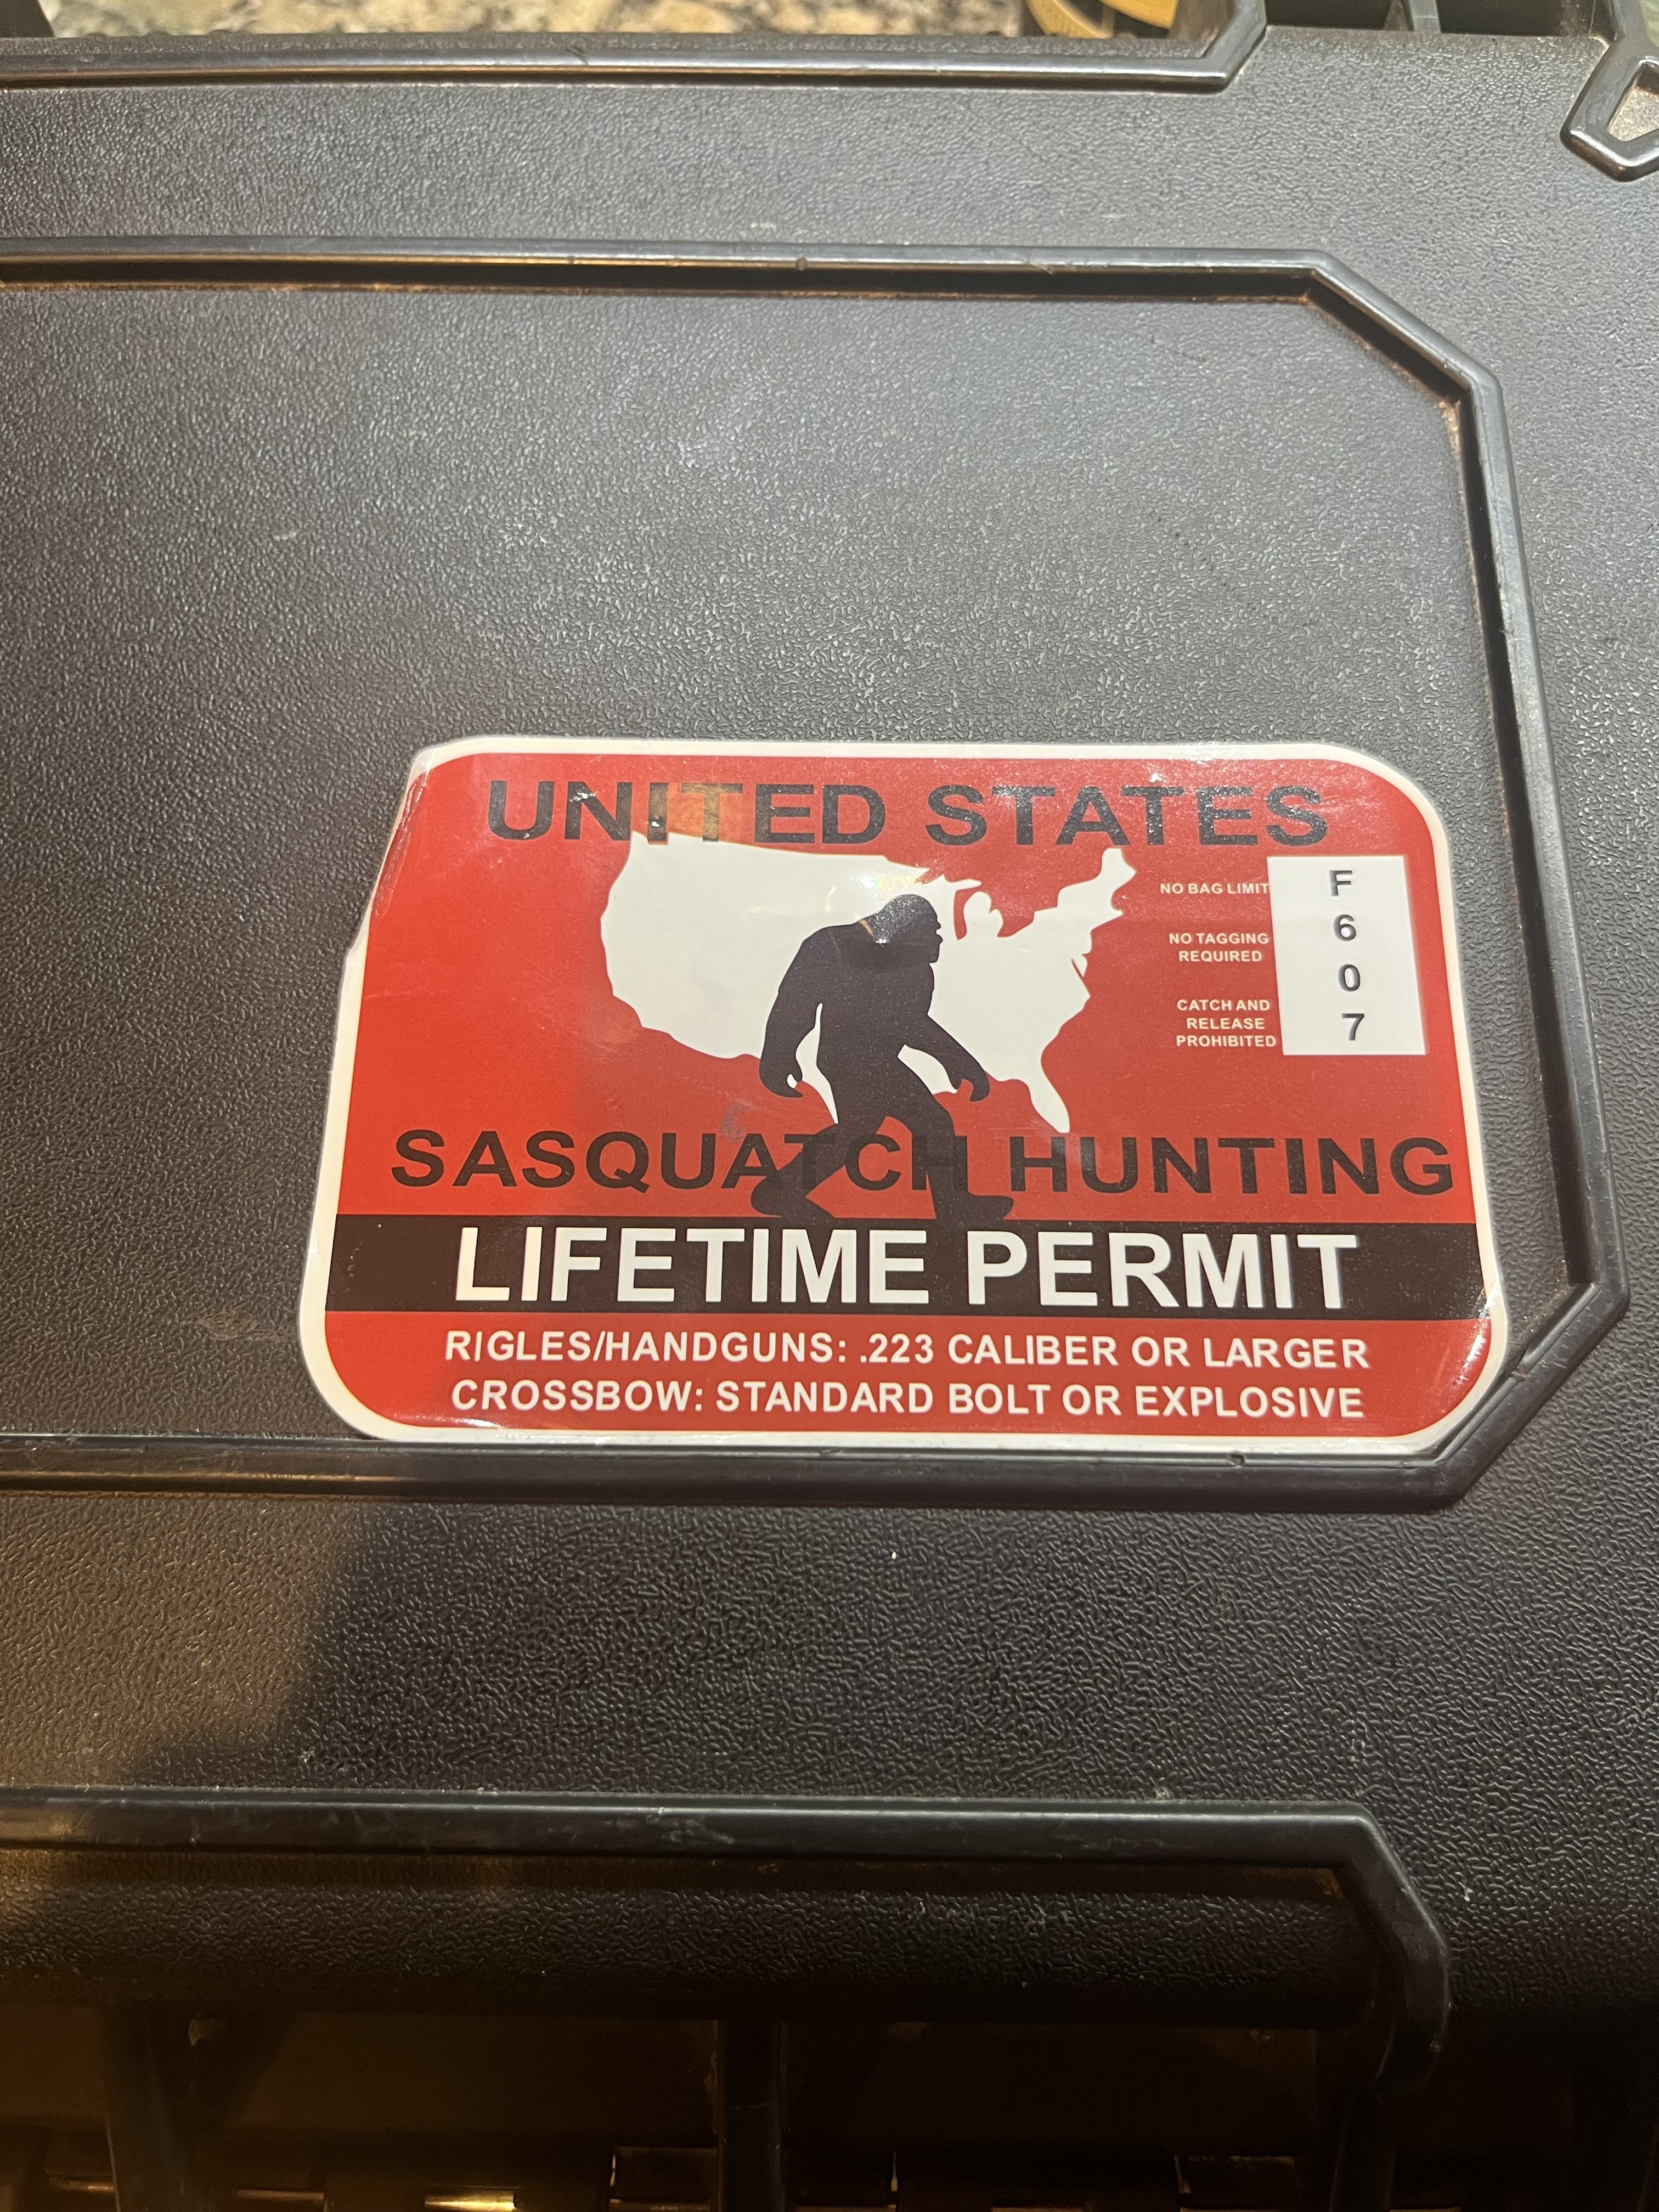 UNITED STATES
NO BAG LIMIT
NO TAGGING
REQUIRED
CATCH AND
RELEASE
PROHIBITED
F
6
0
7
SASQUATCH HUNTING
LIFETIME PERMIT
RIGLES/HANDGUNS: .223 CALIBER OR LARGER
CROSSBOW: STANDARD BOLT OR EXPLOSIVE